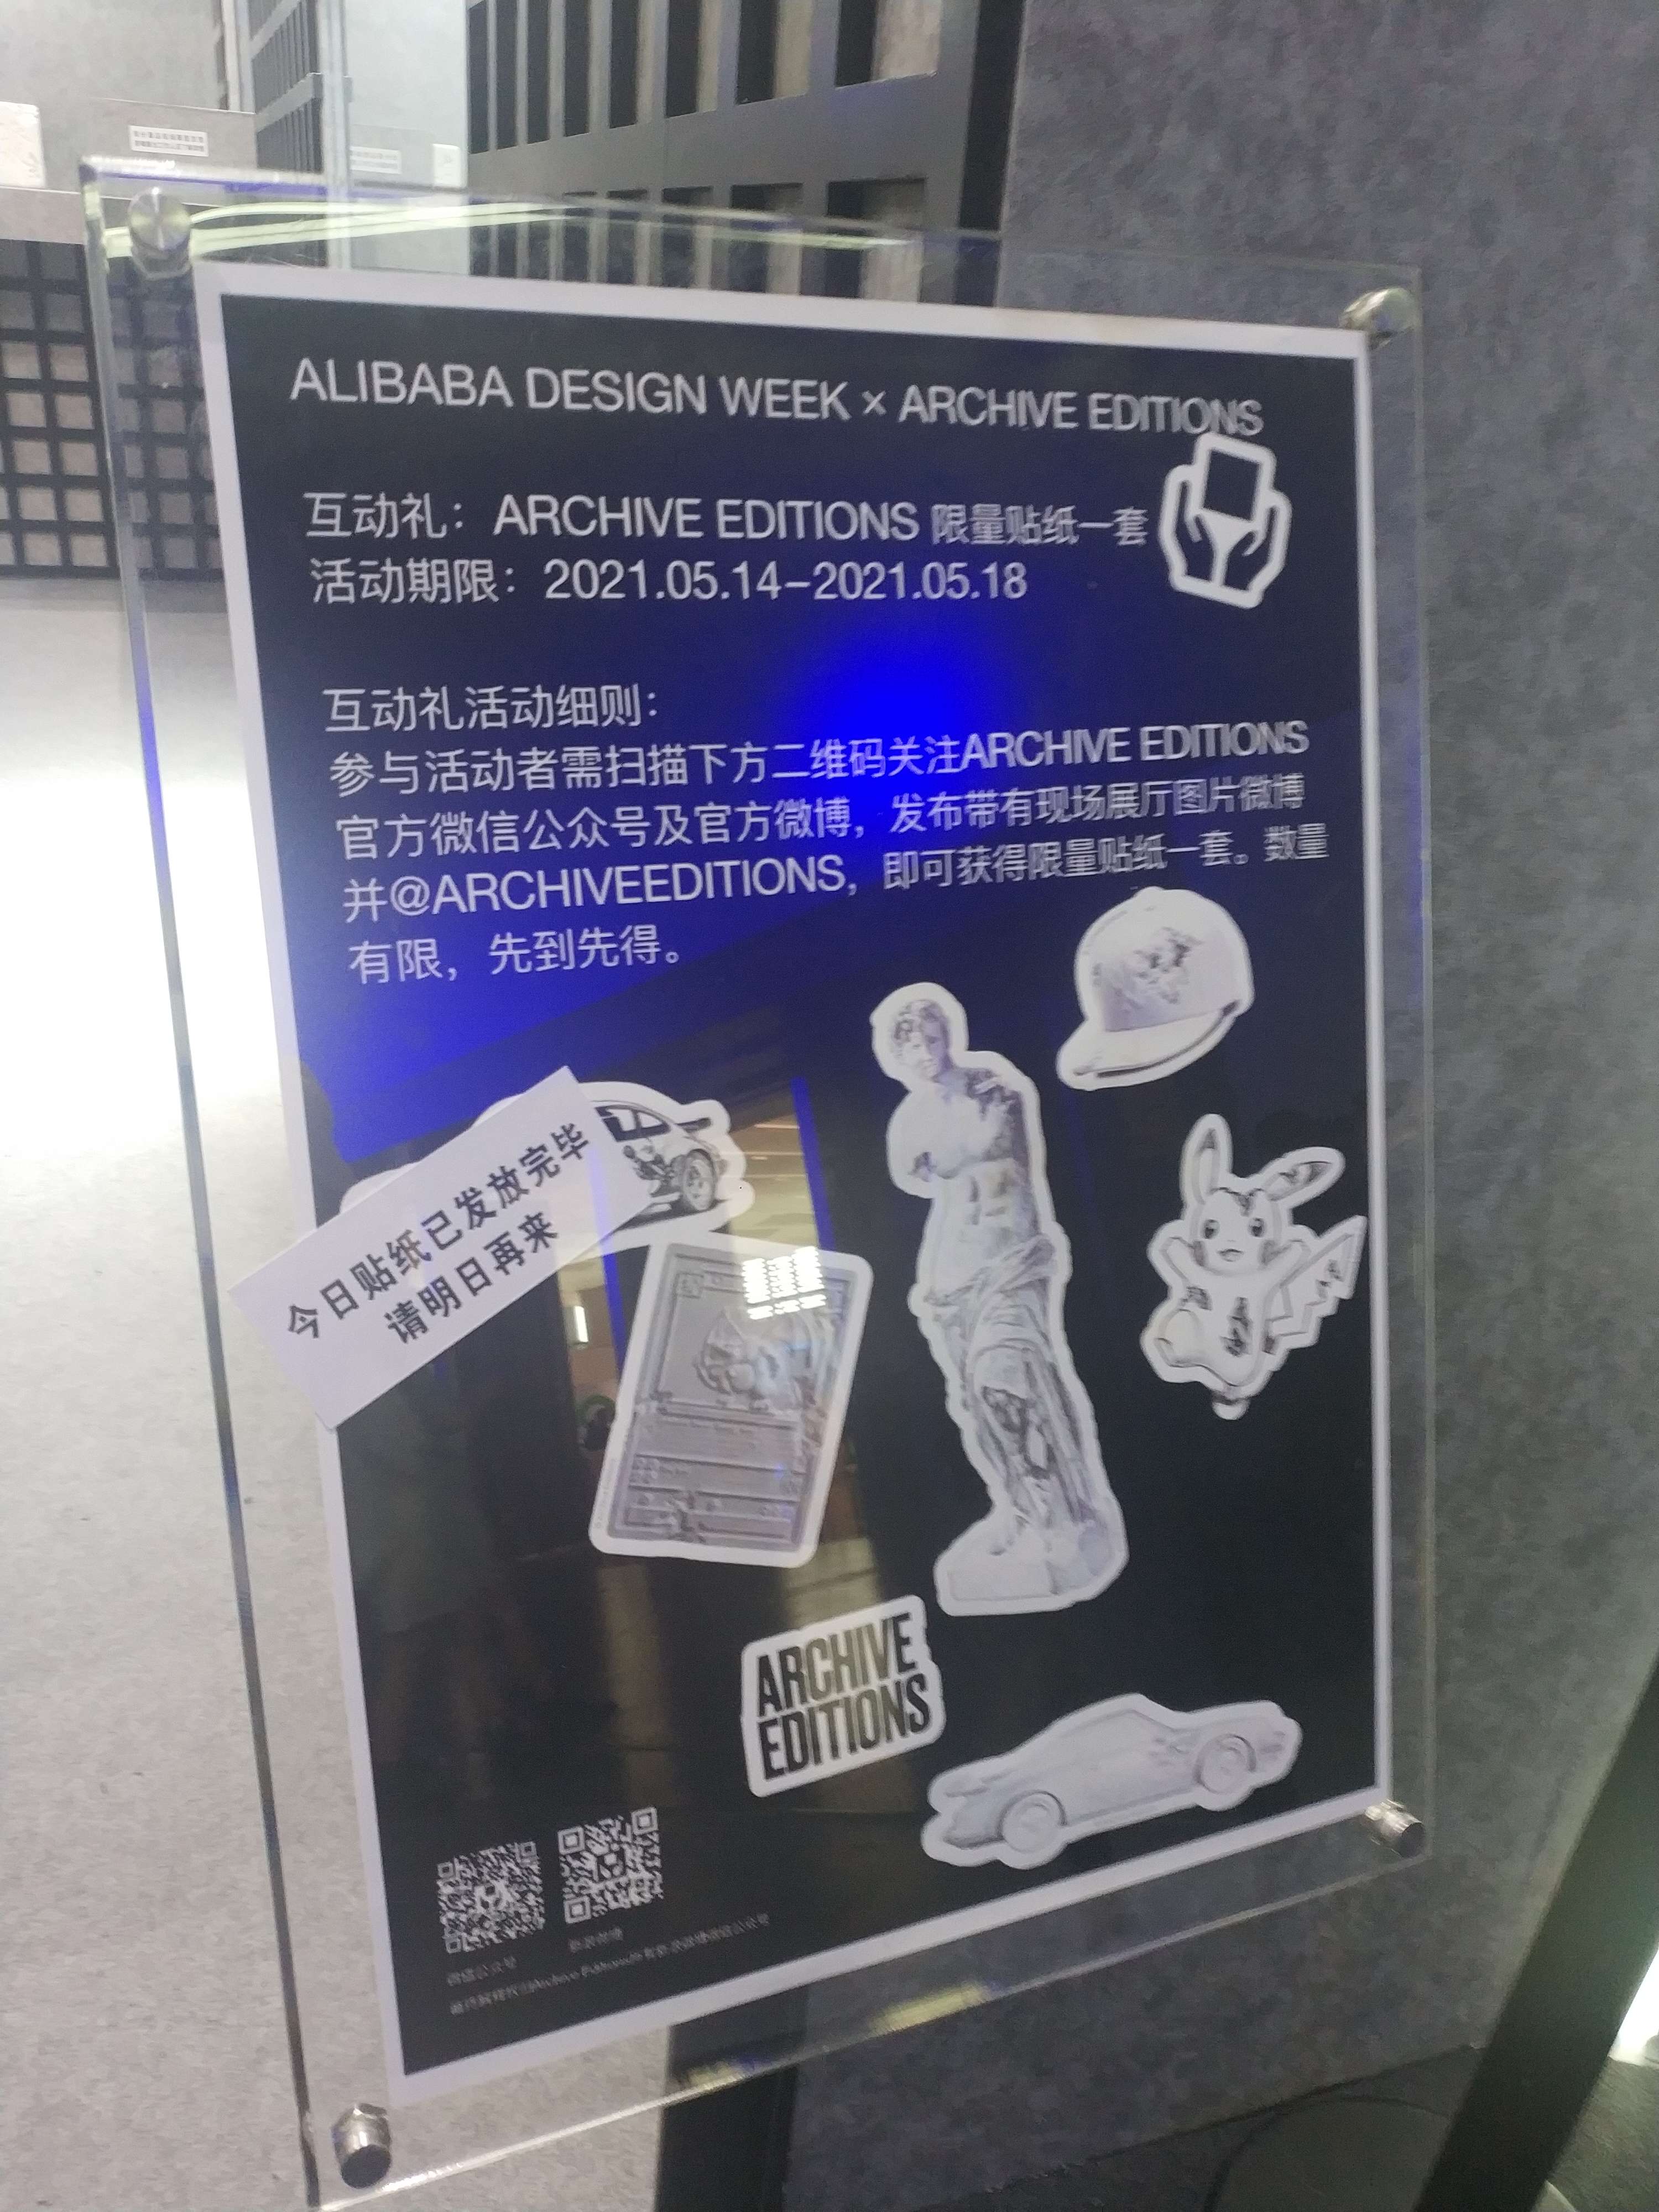 ALIBABA DESIGN WEEK × ARCHIVE EDITIONS
互动礼：ARCHIVE EDITIONS 限量贴纸一套
活动期限：2021.05.14-2021.05.18
互动礼活动细则：
参与活动者需扫描下方二维码关注ARCHIVE EDITIONS
官方微信公众号及官方微博，发布带有现场展厅图片微博
并@ARCHIVEEDITIONS，即可获得限量贴纸一套。数量
有限，先到先得。
今日贴纸已发放完毕
请明日再来
ARCHIVE
EDITIONS
微信公众号